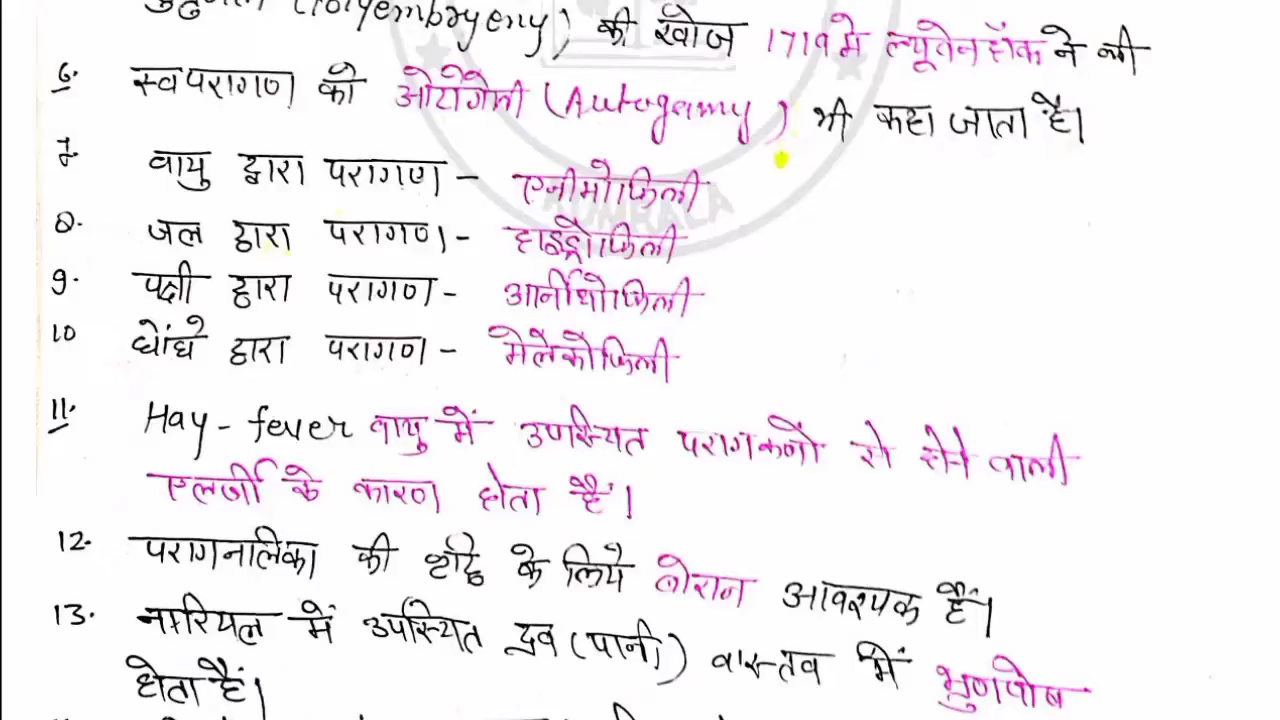 (Polyembroyeny) की खोज 1719 मे ल्यूवेनहॉक ने की
6. स्वपरागण को ओटोगेमी (Autogamy) भी कहा जाता है।
7. वायु द्वारा परागण - एनीमोफिली
8. जल द्वारा परागण - हाइड्रोफिली
9. पक्षी द्वारा परागण - आर्नीथोफिली
10 घोंघे द्वारा परागण - मेलेकोफिली
11. Hay-fever वायु में उपस्थित परागकणों से होने वाली
एलर्जी के कारण होता हैं।
12. परागनलिका की वृद्धि के लिये बोरान आवश्यक हैं।
13. नारियल में उपस्थित द्रव (पानी) वास्तव में भ्रुणपोष
होता हैं।